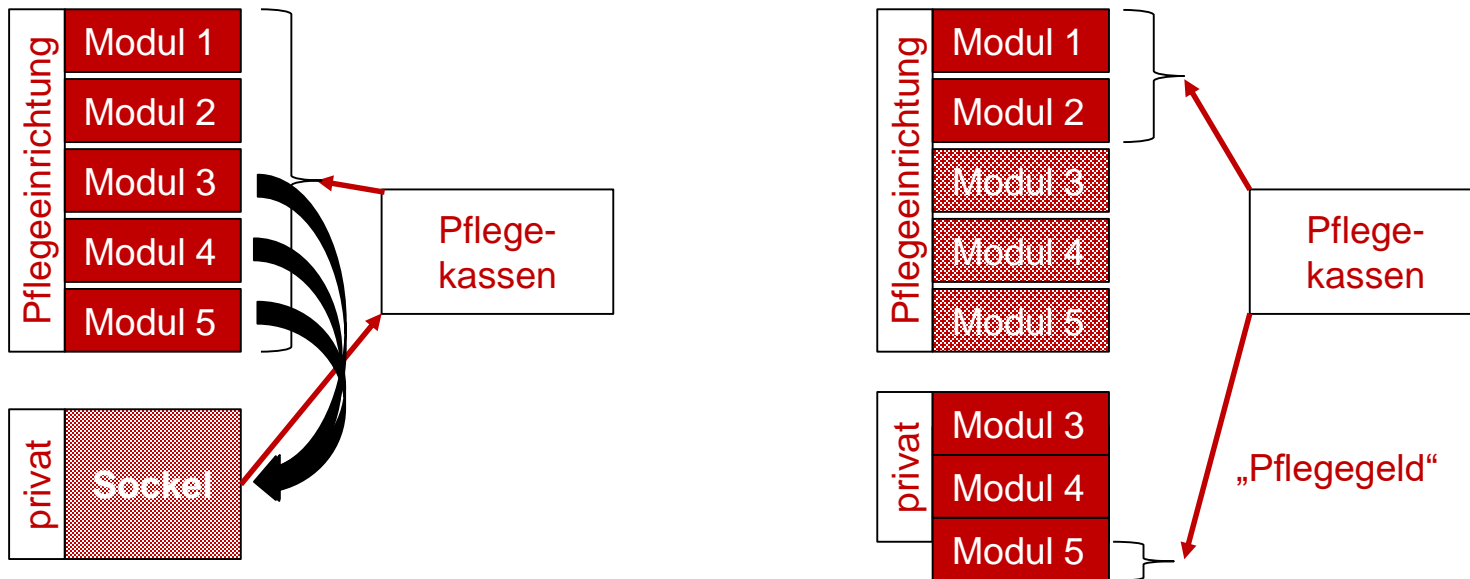 Pflegeeinrichtung
Modul 1
Modul 2
Modul 3
Modul 4
Modul 5
privat
Sockel
Pflege-
kassen
Pflegeeinrichtung
Modul 1
Modul 2
Modul 3
Modul 4
Modul 5
privat
Modul 3
Modul 4
Modul 5
Pflege-
kassen
„Pflegegeld“